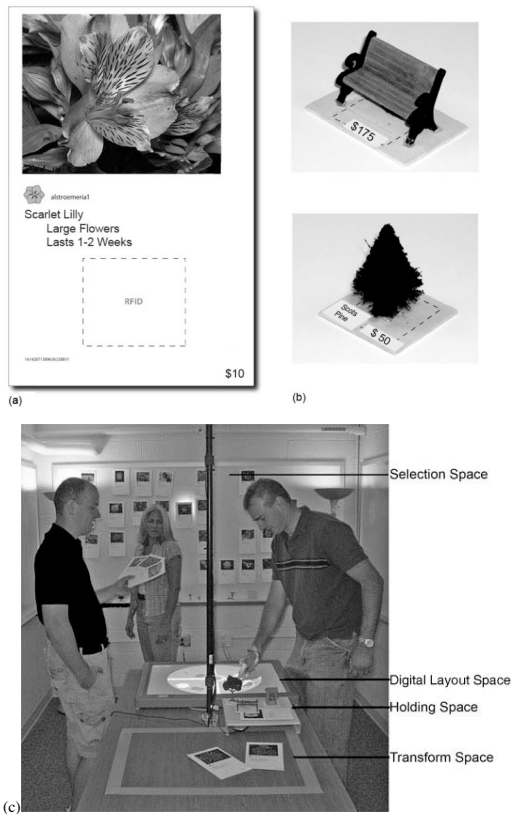 alstroemeria1
Scarlet Lilly
Large Flowers
Lasts 1-2 Weeks
RFID
$10
(a)
$175
Scots
Pine
$ 50
(b)
Selection Space
Digital Layout Space
Holding Space
Transform Space
(c)